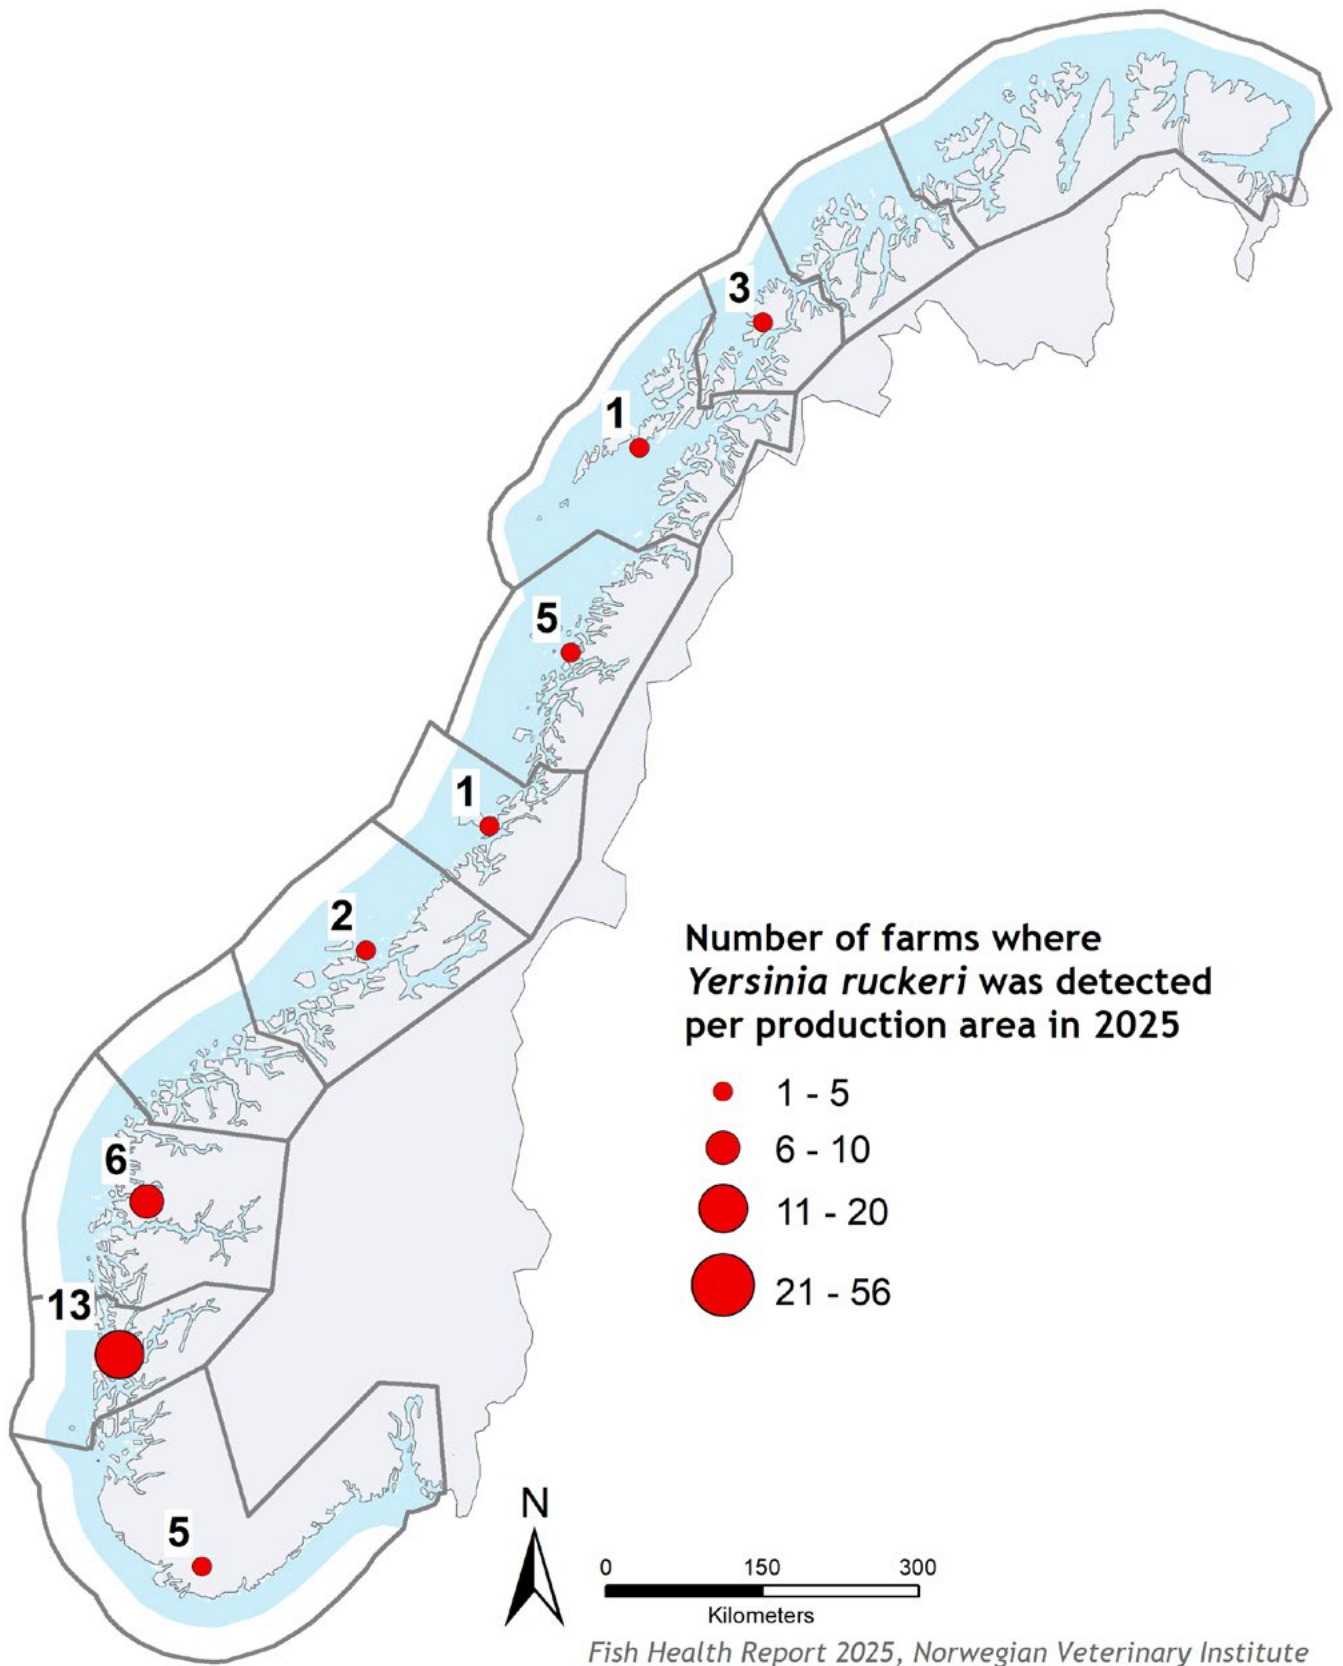 3
1
5
1
2
Number of farms where
Yersinia ruckeri was detected
per production area in 2025
1 - 5
6 - 10
11 - 20
21 - 56
6
13
5
N
0 150 300
Kilometers
Fish Health Report 2025, Norwegian Veterinary Institute